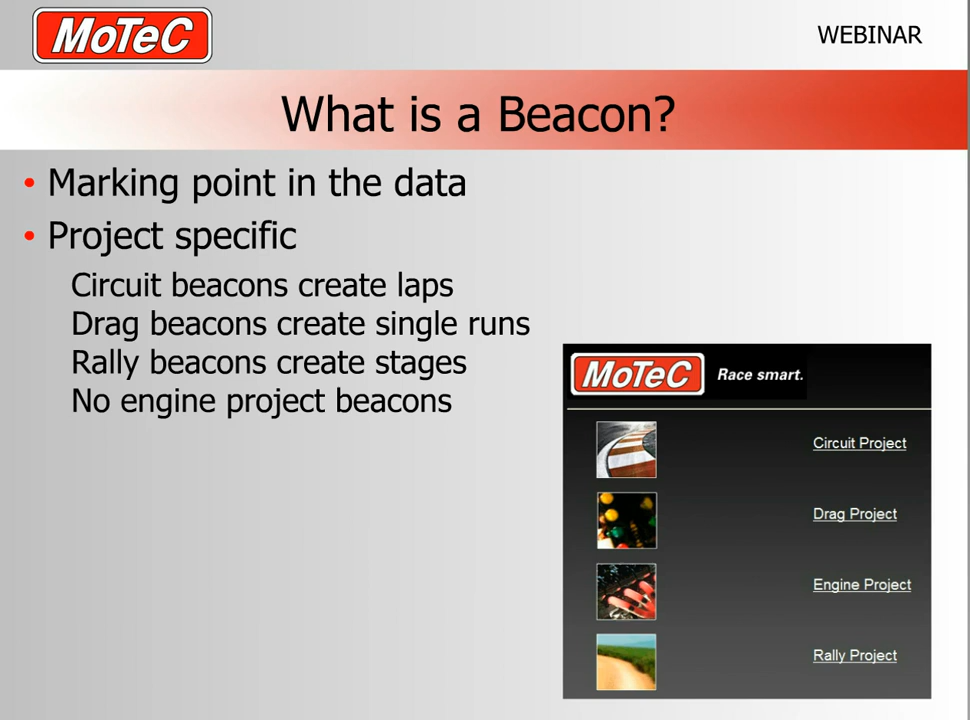 MoTeC
WEBINAR
What is a Beacon?
• Marking point in the data
• Project specific
Circuit beacons create laps
Drag beacons create single runs
Rally beacons create stages
No engine project beacons
MoTeC Race smart.
Circuit Project
Drag Project
Engine Project
Rally Project